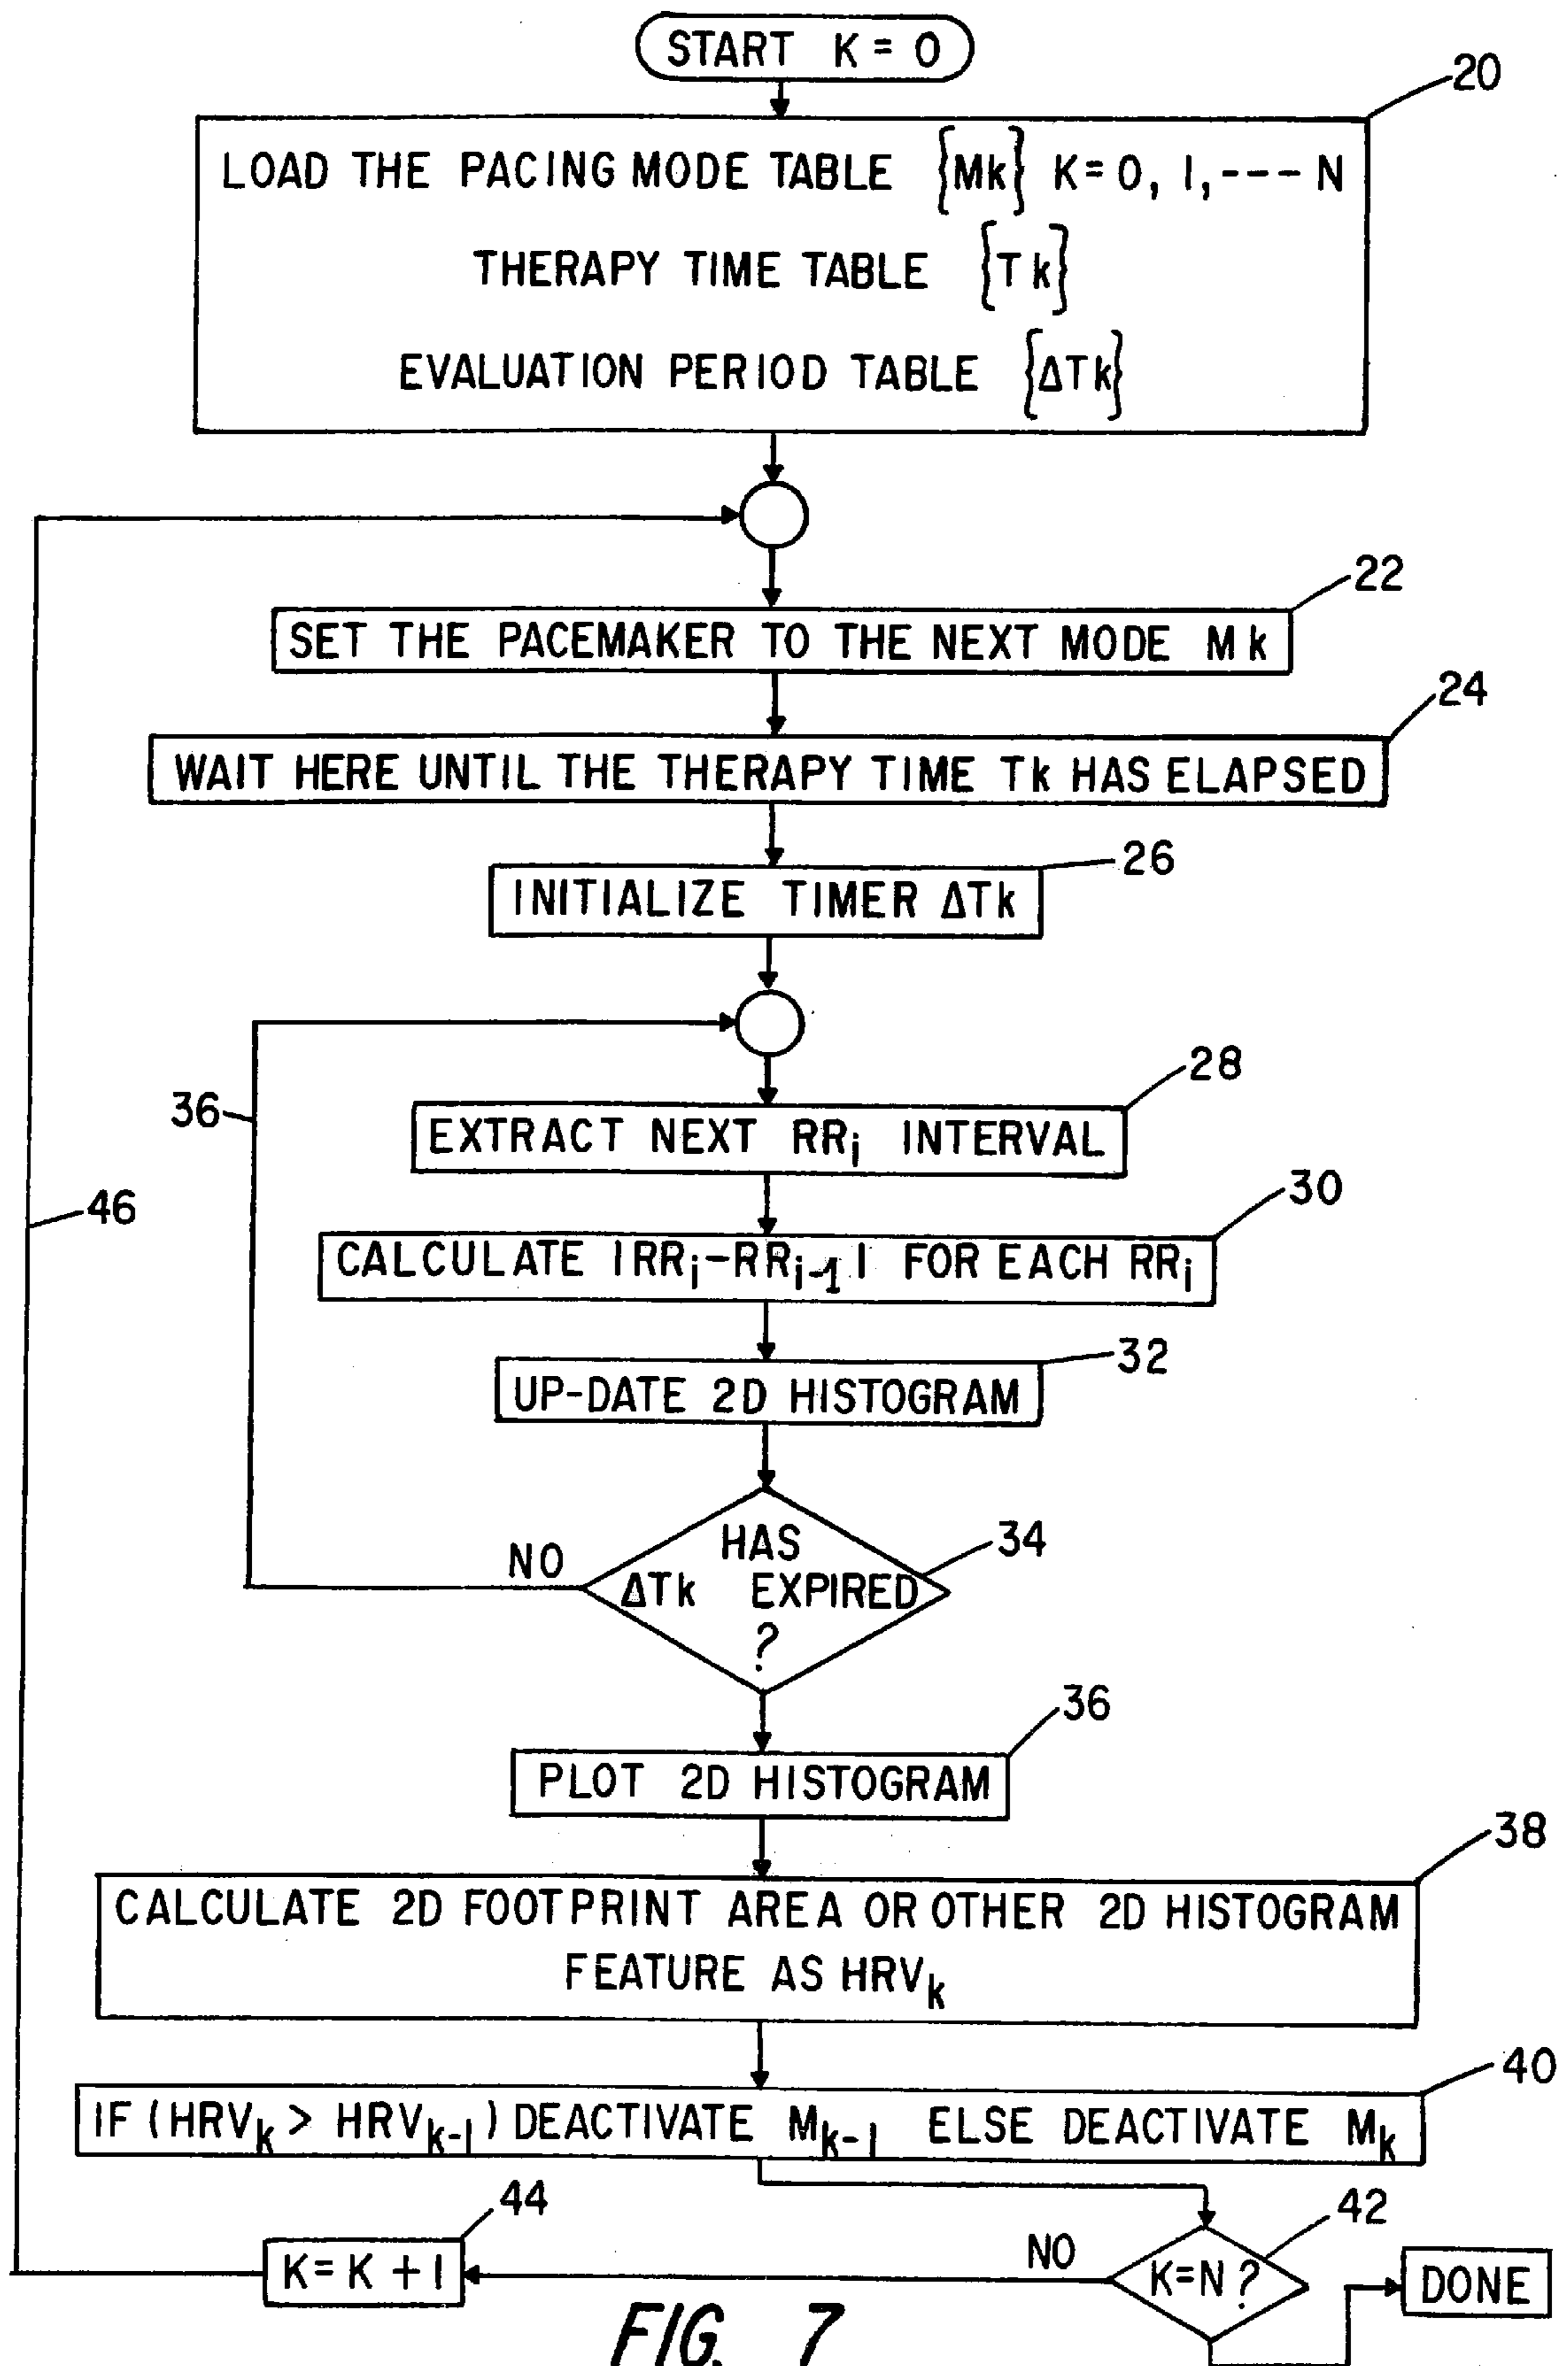 START K = 0
20
LOAD THE PACING MODE TABLE {Mk} K=0, 1,--- N
THERAPY TIME TABLE {Tk}
EVALUATION PERIOD TABLE {ΔTk}
22
SET THE PACEMAKER TO THE NEXT MODE Mk
24
WAIT HERE UNTIL THE THERAPY TIME Tk HAS ELAPSED
26
INITIALIZE TIMER ΔTk
28
36
EXTRACT NEXT RRi INTERVAL
46
30
CALCULATE |RRi-RRi-1| FOR EACH RRi
32
UP-DATE 2D HISTOGRAM
34
NO
HAS
ΔTk EXPIRED
?
36
PLOT 2D HISTOGRAM
38
CALCULATE 2D FOOTPRINT AREA OR OTHER 2D HISTOGRAM
FEATURE AS HRVk
40
IF (HRVk > HRVk-1) DEACTIVATE Mk-1 ELSE DEACTIVATE Mk
44
42
K=K+1
NO
K=N?
DONE
FIG. 7